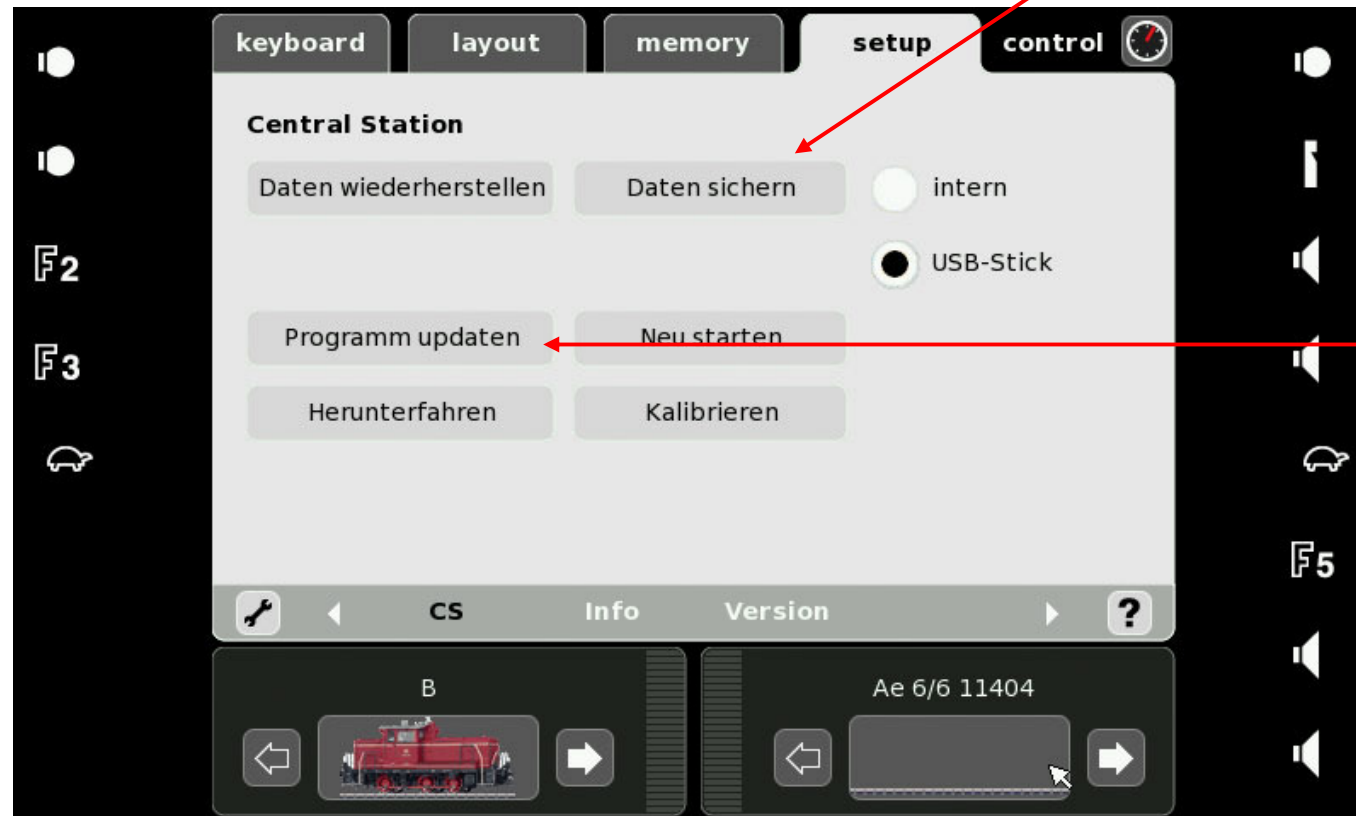 keyboard layout memory setup control
Central Station
Daten wiederherstellen Daten sichern intern
USB-Stick
F2
Programm updaten Neu starten
F3
Herunterfahren Kalibrieren
F5
CS Info Version ?
B Ae 6/6 11404